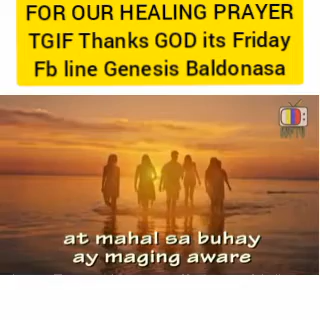 FOR OUR HEALING PRAYER
TGIF Thanks GOD its Friday
Fb line Genesis Baldonasa
at mahal sa buhay
ay maging aware